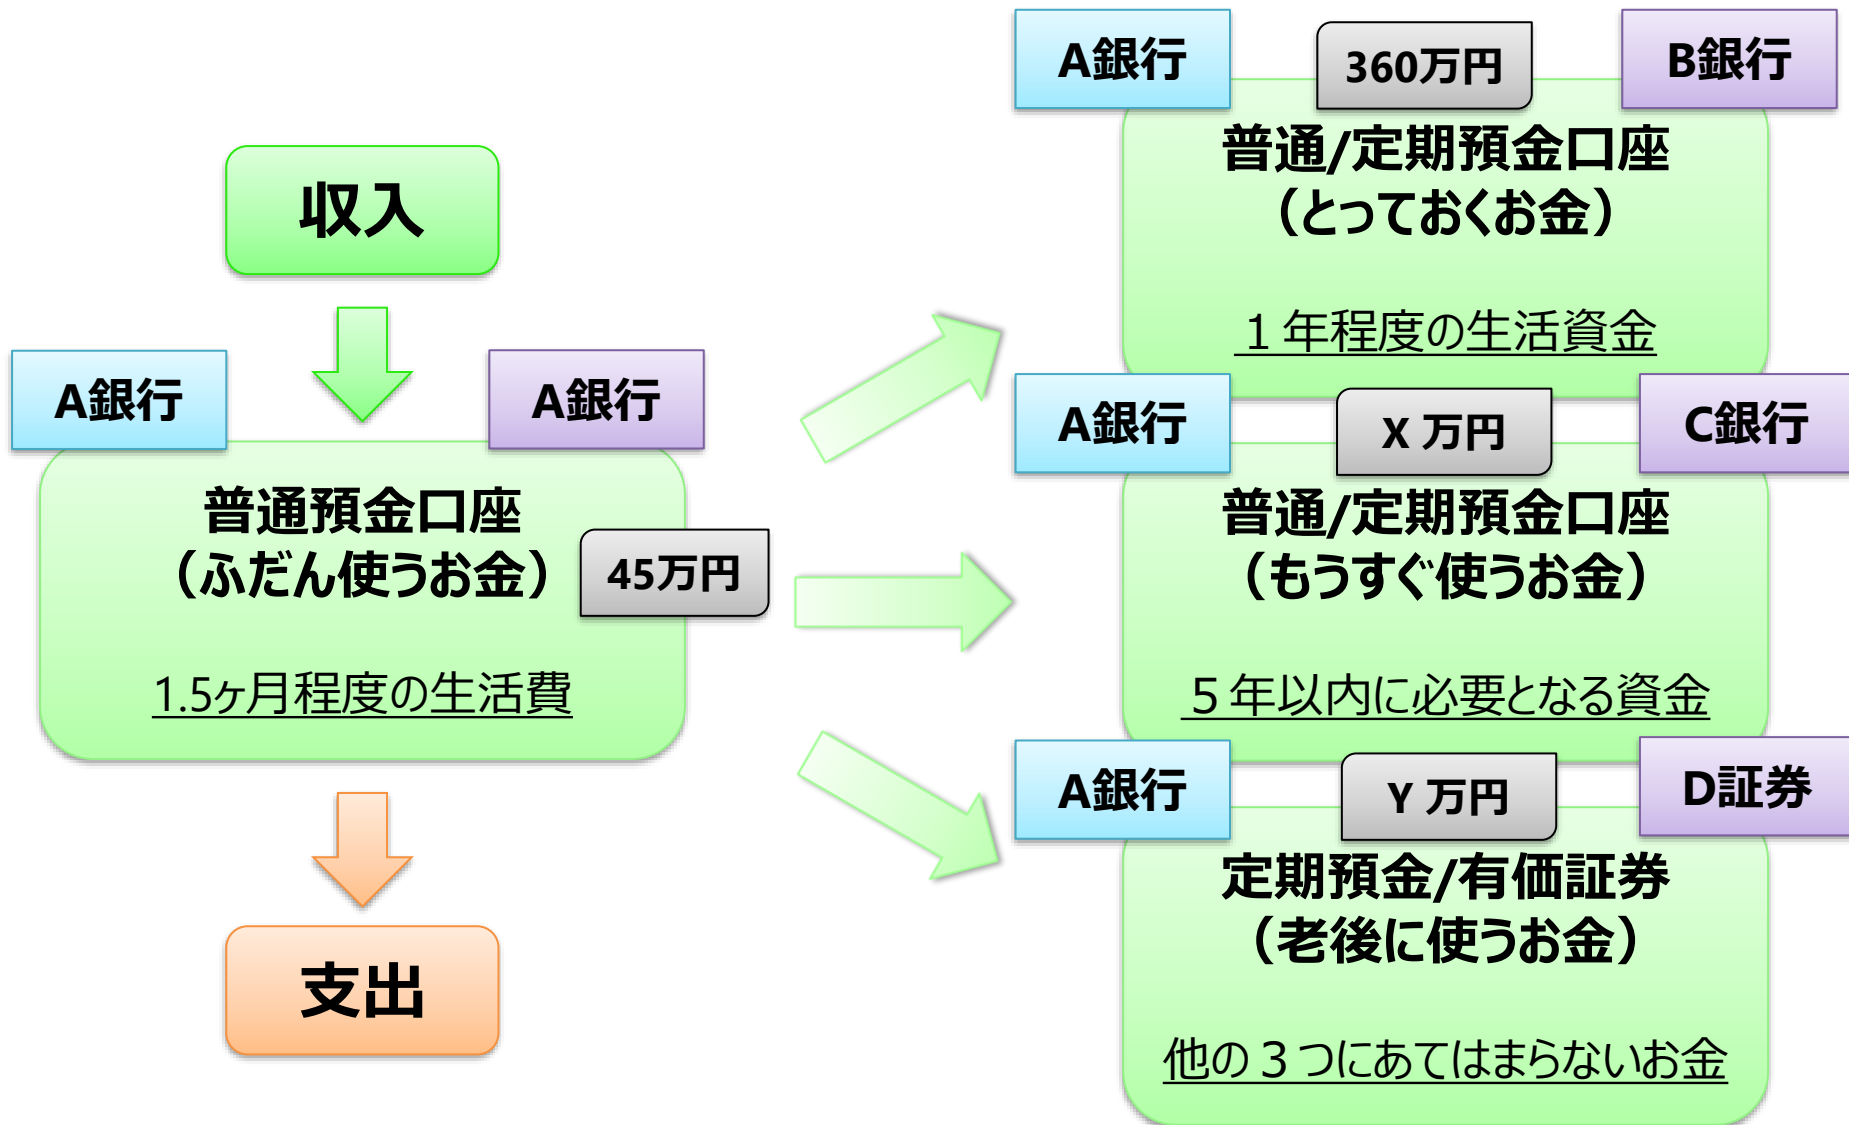 収入
A銀行
A銀行
普通預金口座
（ふだん使うお金）
45万円
1.5ヶ月程度の生活費
支出
A銀行
360万円
B銀行
普通/定期預金口座
（とっておくお金）
１年程度の生活資金
A銀行
X 万円
C銀行
普通/定期預金口座
（もうすぐ使うお金）
５年以内に必要となる資金
A銀行
Y 万円
D証券
定期預金/有価証券
（老後に使うお金）
他の３つにあてはまらないお金